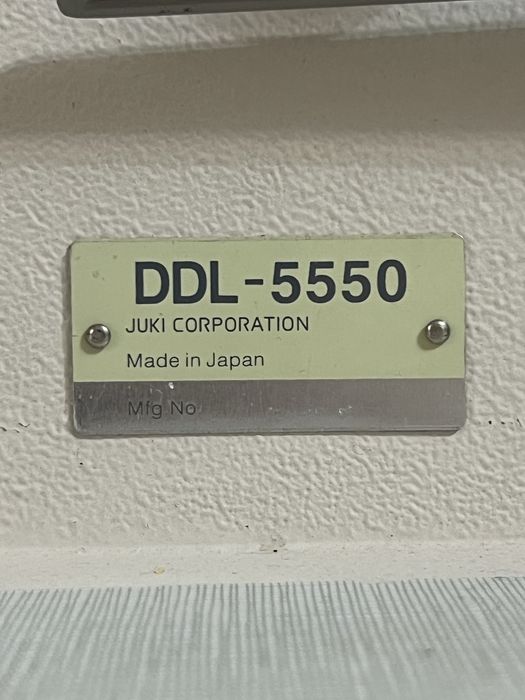 DDL-5550
JUKI CORPORATION
Made in Japan
Mfg No